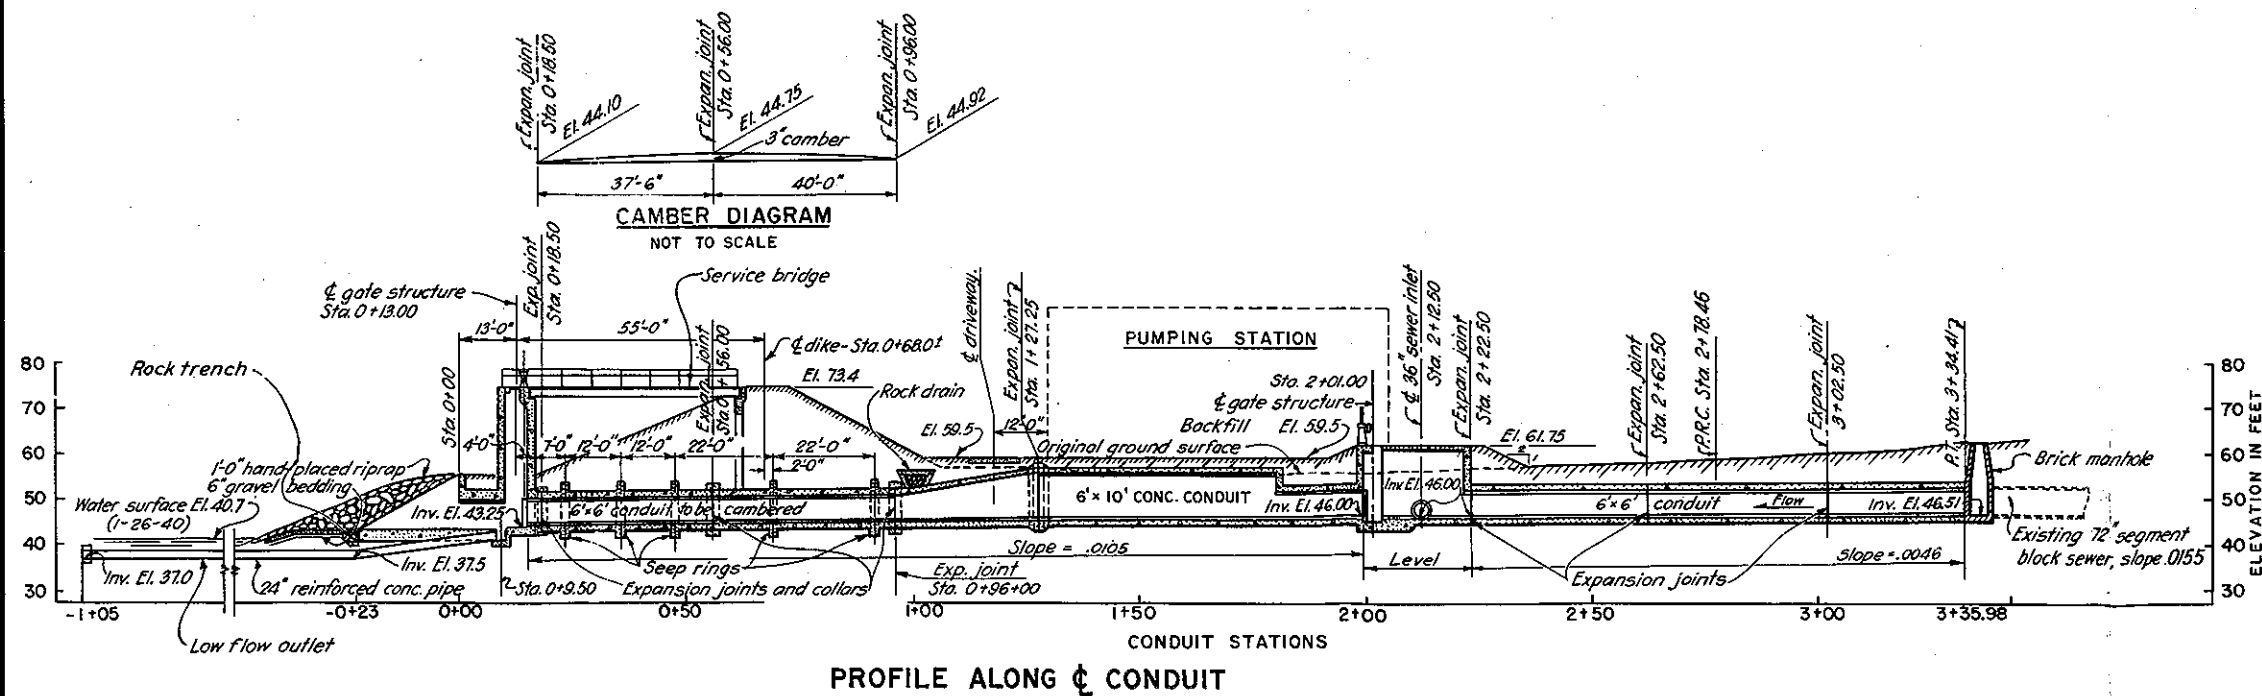 Expan. joint
Sta. 0+18.50
Expan. joint
Sta. 0+56.00
Expan. joint
Sta. 0+96.00
El. 44.10
El. 44.75
El. 44.92
3" camber
37'-6"
40'-0"
CAMBER DIAGRAM
NOT TO SCALE
℄ gate structure
Sta. 0+13.00
Exp. joint
Sta. 0+18.50
Service bridge
13'-0"
55'-0"
Expan. joint
Sta. 0+56.00
℄ dike-Sta. 0+68.0±
℄ driveway
Expan. joint
Sta. 1+27.25
12'-0"
PUMPING STATION
Sta. 2+01.00
℄ gate structure
℄ 36" sewer inlet
Sta. 2+12.50
Expan. joint
Sta. 2+22.50
Expan. joint
Sta. 2+62.50
P.R.C. Sta. 2+78.46
Expan. joint
3+02.50
P.T. Sta. 3+34.41
80
70
60
50
40
30
80
70
60
50
40
30
ELEVATION IN FEET
Rock trench
Sta. 0+00
El. 73.4
Rock drain
El. 59.5
Original ground surface
Backfill
El. 59.5
El. 61.75
2
1
Brick manhole
4'-0"
7'-0"
12'-0"
12'-0"
22'-0"
22'-0"
2'-0"
1'-0" hand placed riprap
6" gravel bedding
Water surface El. 40.7
(1-26-40)
Inv. El. 43.25
6'x6' conduit to be cambered
6' x 10' CONC. CONDUIT
Inv. El. 46.00
Inv El. 46.00
6'x6' conduit
Flow
Inv. El. 46.51
Existing 72" segment
block sewer, slope .0155
Inv. El. 37.0
Inv. El. 37.5
24" reinforced conc. pipe
Low flow outlet
Sta. 0+9.50
Seep rings
Expansion joints and collars
Exp. joint
Sta. 0+96+00
Slope = .0105
Level
Slope = .0046
Expansion joints
-1+05
-0+23
0+00
0+50
1+00
1+50
2+00
2+50
3+00
3+35.98
CONDUIT STATIONS
PROFILE ALONG ℄ CONDUIT